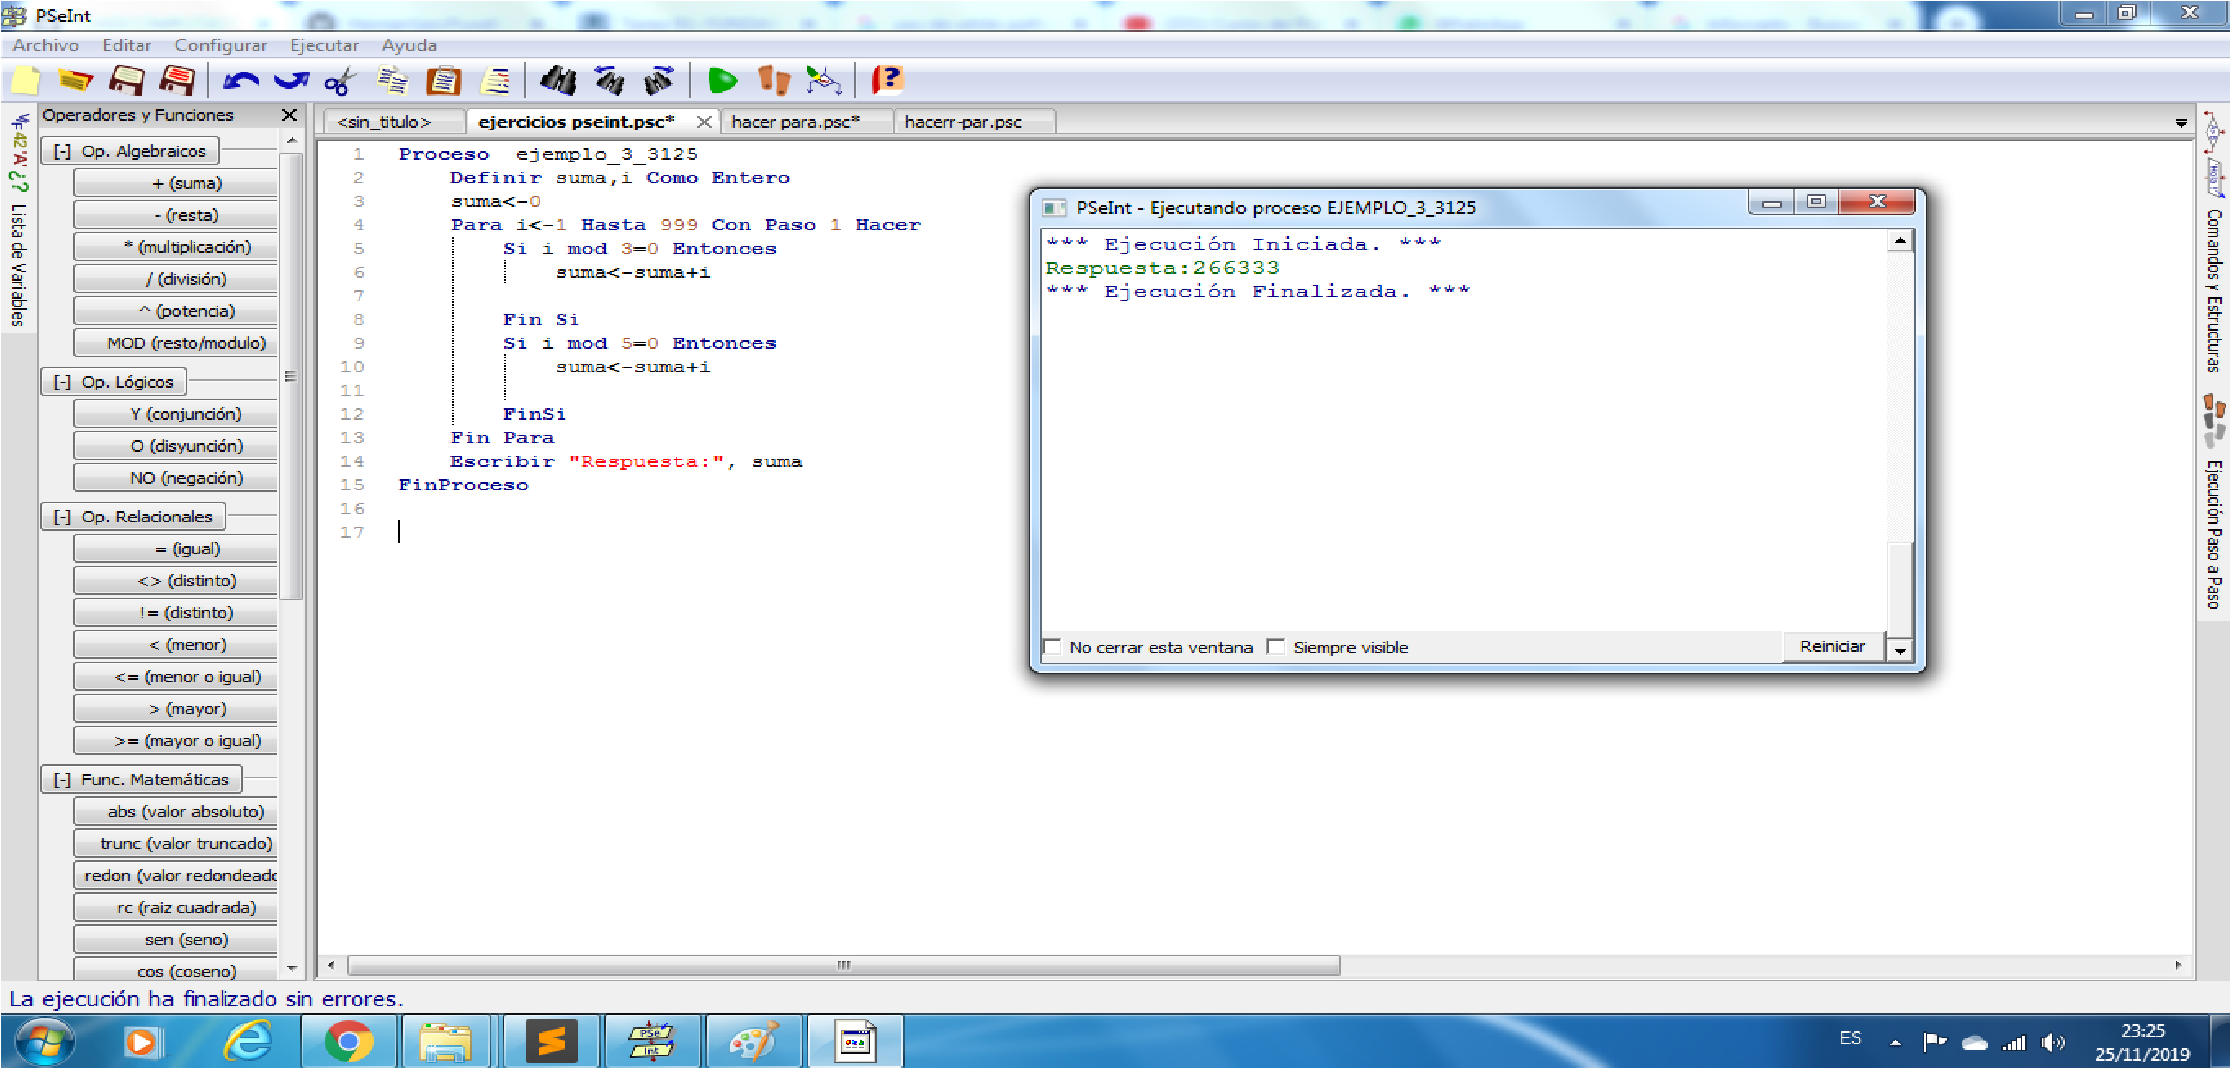 PSeInt
Archivo Editar Configurar Ejecutar Ayuda
Operadores y Funciones
<sin_titulo> ejercicios pseint.psc* hacer para.psc* hacerr-par.psc
*42'A'¿? Lista de Variables
[-] Op. Algebraicos
+ (suma)
- (resta)
* (multiplicación)
/ (división)
^ (potencia)
MOD (resto/modulo)
[-] Op. Lógicos
Y (conjunción)
O (disyunción)
NO (negación)
[-] Op. Relacionales
= (igual)
<> (distinto)
!= (distinto)
< (menor)
<= (menor o igual)
> (mayor)
>= (mayor o igual)
[-] Func. Matemáticas
abs (valor absoluto)
trunc (valor truncado)
redon (valor redondeado
rc (raiz cuadrada)
sen (seno)
cos (coseno)
1 Proceso ejemplo_3_3125
2 Definir suma,i Como Entero
3 suma<-0
4 Para i<-1 Hasta 999 Con Paso 1 Hacer
5 Si i mod 3=0 Entonces
6 suma<-suma+i
7
8 Fin Si
9 Si i mod 5=0 Entonces
10 suma<-suma+i
11
12 FinSi
13 Fin Para
14 Escribir "Respuesta:", suma
15 FinProceso
16
17
PSeInt - Ejecutando proceso EJEMPLO_3_3125
*** Ejecución Iniciada. ***
Respuesta:266333
*** Ejecución Finalizada. ***
No cerrar esta ventana Siempre visible Reiniciar
Comandos y Estructuras
Ejecución Paso a Paso
La ejecución ha finalizado sin errores.
PSe
Int
ES
23:25
25/11/2019